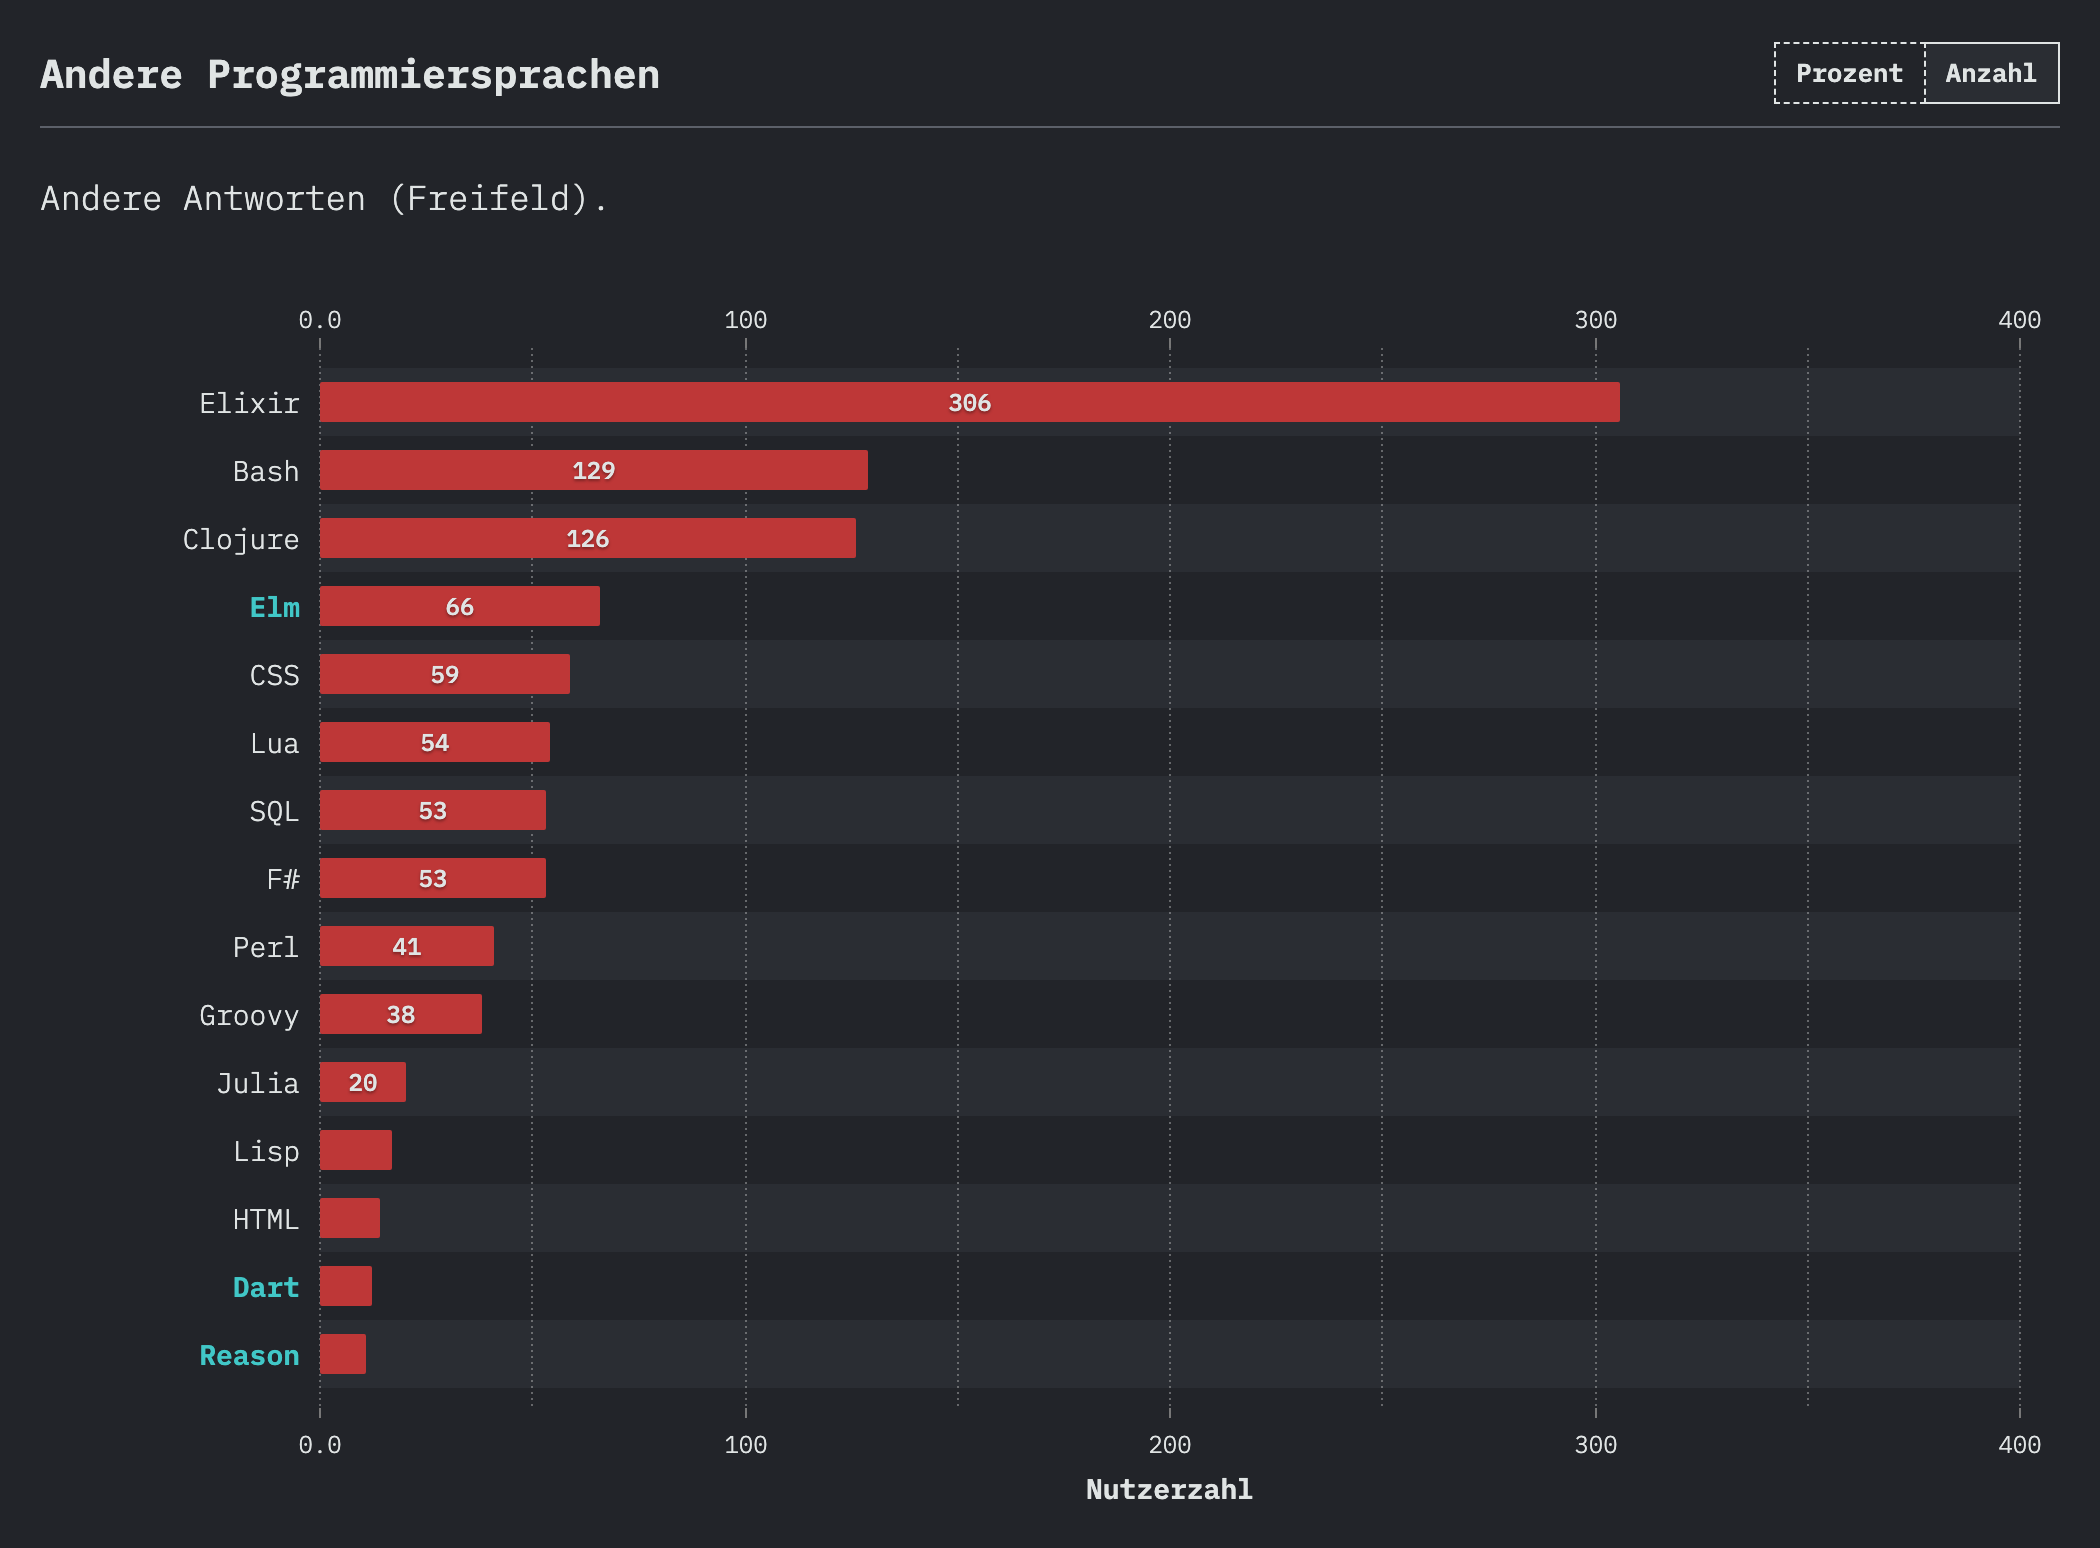 Andere Programmiersprachen
Prozent Anzahl
Andere Antworten (Freifeld).
0.0 100 200 300 400
Elixir 306
Bash 129
Clojure 126
Elm 66
CSS 59
Lua 54
SQL 53
F# 53
Perl 41
Groovy 38
Julia 20
Lisp
HTML
Dart
Reason
0.0 100 200 300 400
Nutzerzahl